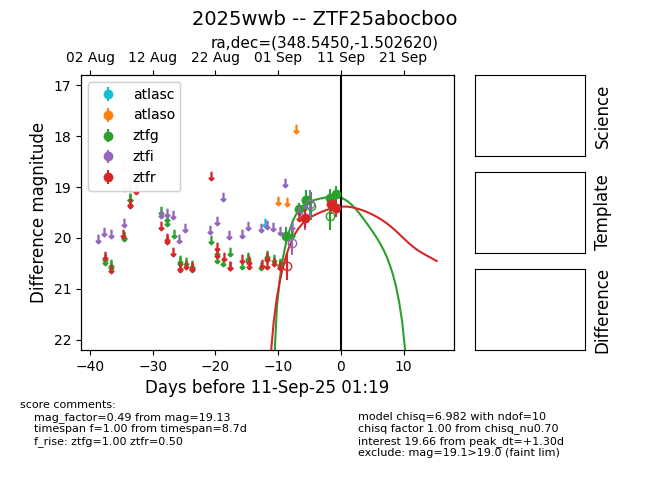 2025wwb -- ZTF25abocboo
ra,dec=(348.5450,-1.502620)
02 Aug 12 Aug 22 Aug 01 Sep 11 Sep 21 Sep
17
18
19
20
21
22
Difference magnitude
atlasc
atlaso
ztfg
ztfi
ztfr
−40 −30 −20 −10 0 10
Days before 11-Sep-25 01:19
Science
Template
Difference
score comments:
mag_factor=0.49 from mag=19.13
timespan f=1.00 from timespan=8.7d
f_rise: ztfg=1.00 ztfr=0.50
model chisq=6.982 with ndof=10
chisq factor 1.00 from chisq_nu0.70
interest 19.66 from peak_dt=+1.30d
exclude: mag=19.1>19.0 (faint lim)